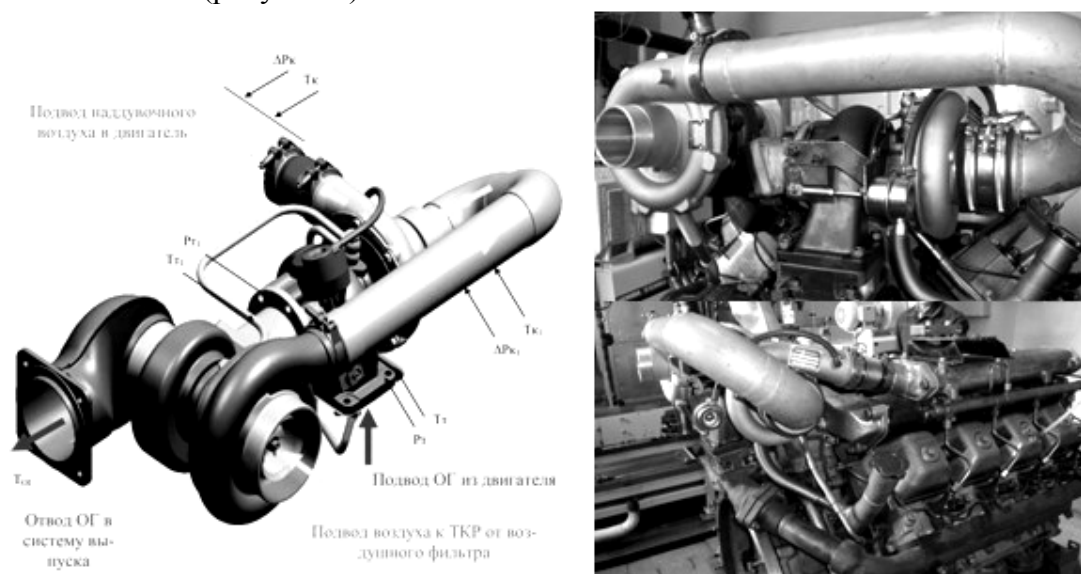 ΔPк
Tк
Подвод наддувочного
воздуха в двигатель
Pт₁
Tт₁
Tк₁
ΔPк₁
Tт
Pт
Подвод ОГ из двигателя
Отвод ОГ в
систему вы-
пуска
Подвод воздуха к ТКР от воз-
душного фильтра